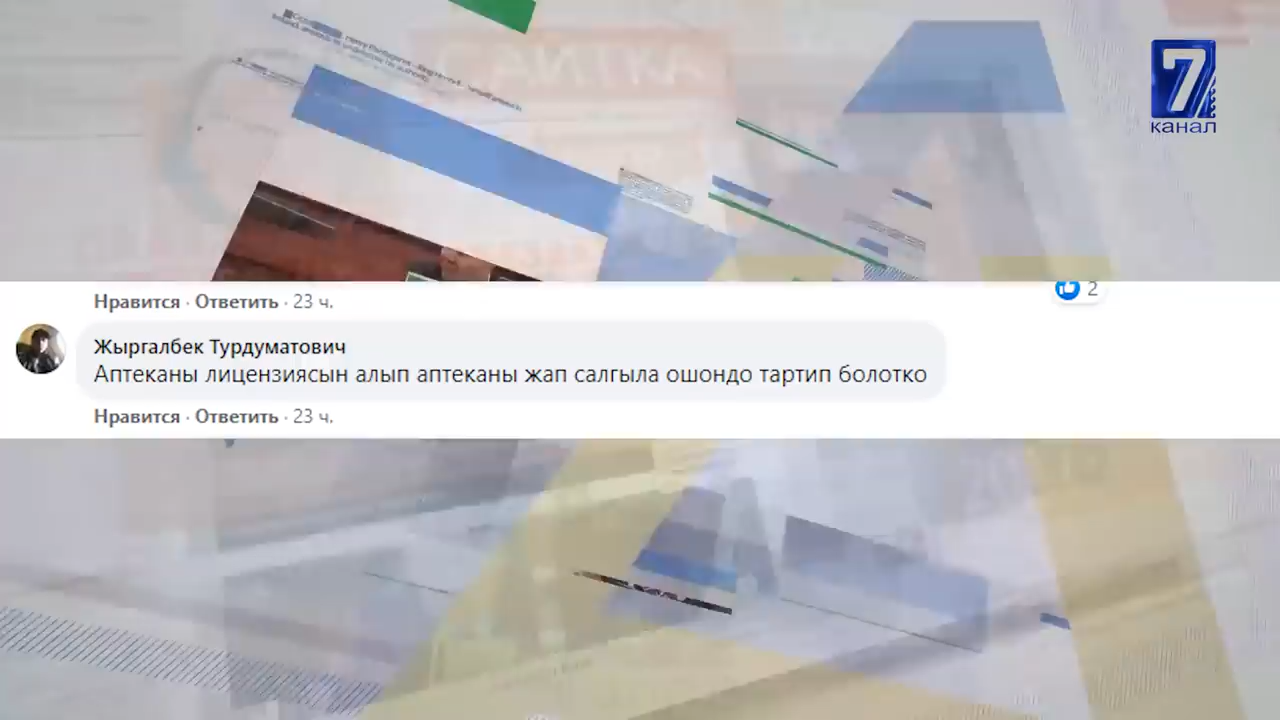 7
канал
2
Нравится · Ответить · 23 ч.
Жыргалбек Турдуматович
Аптеканы лицензиясын алып аптеканы жап салгыла ошондо тартип болотко
Нравится · Ответить · 23 ч.